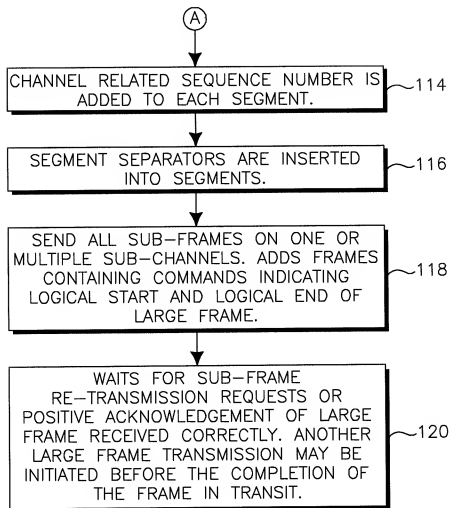 A
CHANNEL RELATED SEQUENCE NUMBER IS
ADDED TO EACH SEGMENT.
114
SEGMENT SEPARATORS ARE INSERTED
INTO SEGMENTS.
116
SEND ALL SUB-FRAMES ON ONE OR
MULTIPLE SUB-CHANNELS. ADDS FRAMES
CONTAINING COMMANDS INDICATING
LOGICAL START AND LOGICAL END OF
LARGE FRAME.
118
WAITS FOR SUB-FRAME
RE-TRANSMISSION REQUESTS OR
POSITIVE ACKNOWLEDGEMENT OF LARGE
FRAME RECEIVED CORRECTLY. ANOTHER
LARGE FRAME TRANSMISSION MAY BE
INITIATED BEFORE THE COMPLETION OF
THE FRAME IN TRANSIT.
120